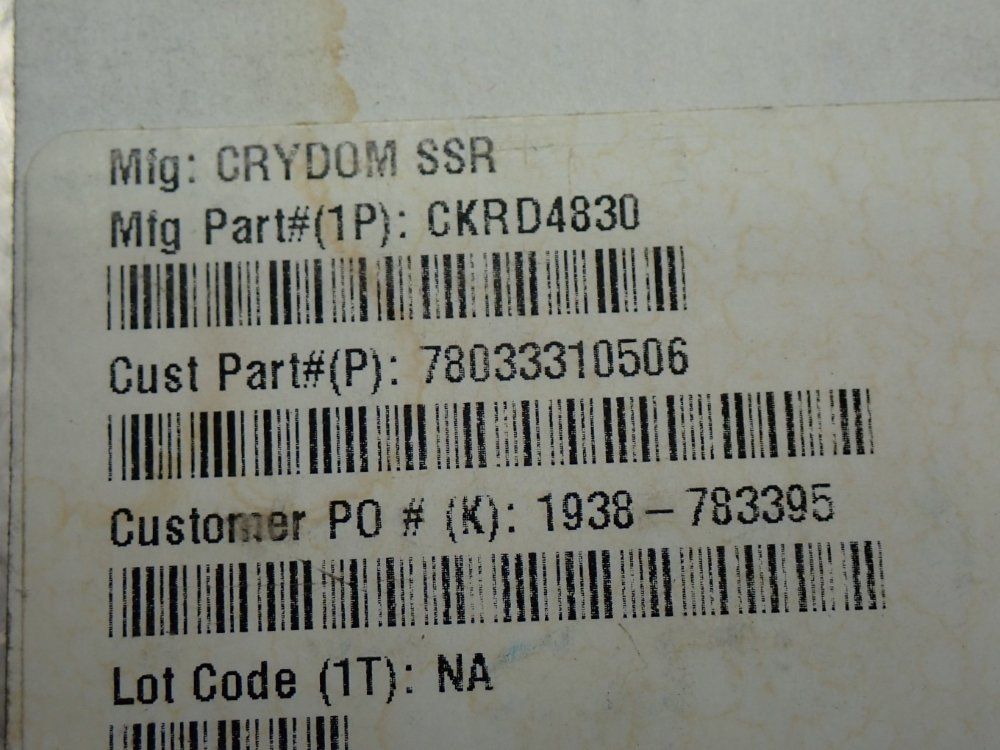 Mfg: CRYDOM SSR
Mfg Part#(1P): CKRD4830
Cust Part#(P): 78033310506
Customer PO # (K): 1938-783395
Lot Code (1T): NA